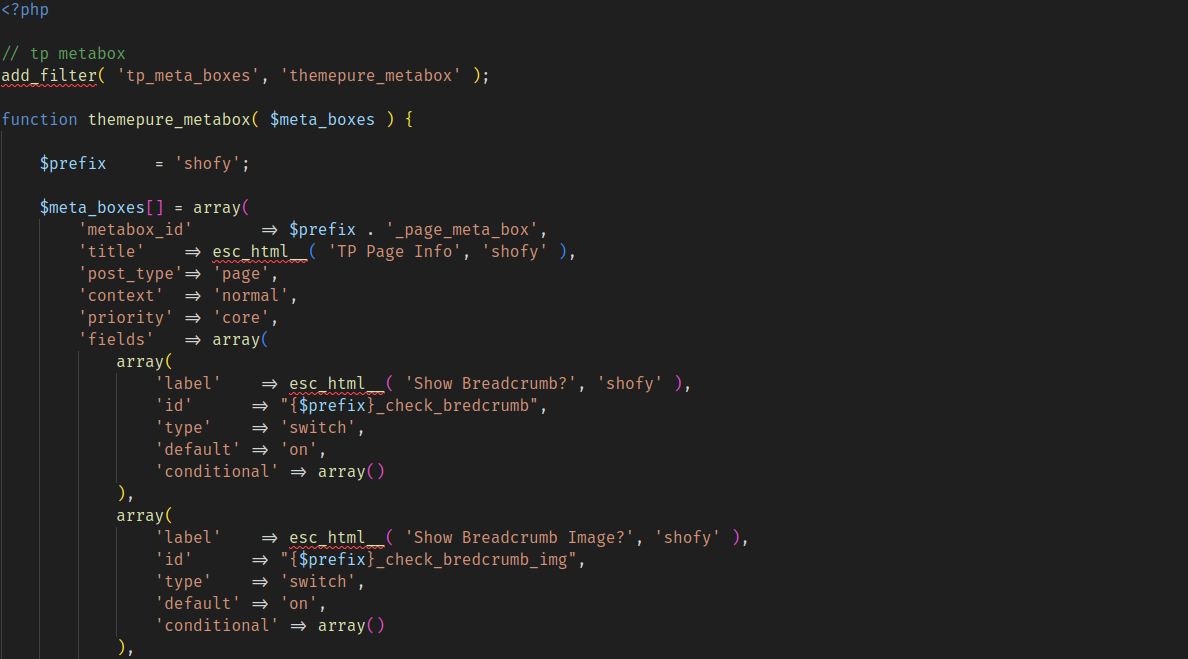 <?php
// tp metabox
add_filter( 'tp_meta_boxes', 'themepure_metabox' );
function themepure_metabox( $meta_boxes ) {
$prefix     = 'shofy';
$meta_boxes[] = array(
'metabox_id'       => $prefix . '_page_meta_box',
'title'    => esc_html__( 'TP Page Info', 'shofy' ),
'post_type'=> 'page',
'context'  => 'normal',
'priority' => 'core',
'fields'   => array(
array(
'label'    => esc_html__( 'Show Breadcrumb?', 'shofy' ),
'id'      => "{$prefix}_check_bredcrumb",
'type'    => 'switch',
'default' => 'on',
'conditional' => array()
),
array(
'label'    => esc_html__( 'Show Breadcrumb Image?', 'shofy' ),
'id'      => "{$prefix}_check_bredcrumb_img",
'type'    => 'switch',
'default' => 'on',
'conditional' => array()
),